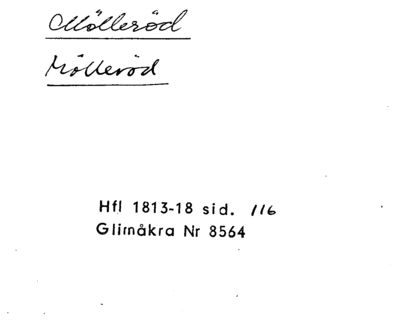 Mölleröd
Mölleröd
Hfl 1813-18 sid. 116
Glimåkra Nr 8564